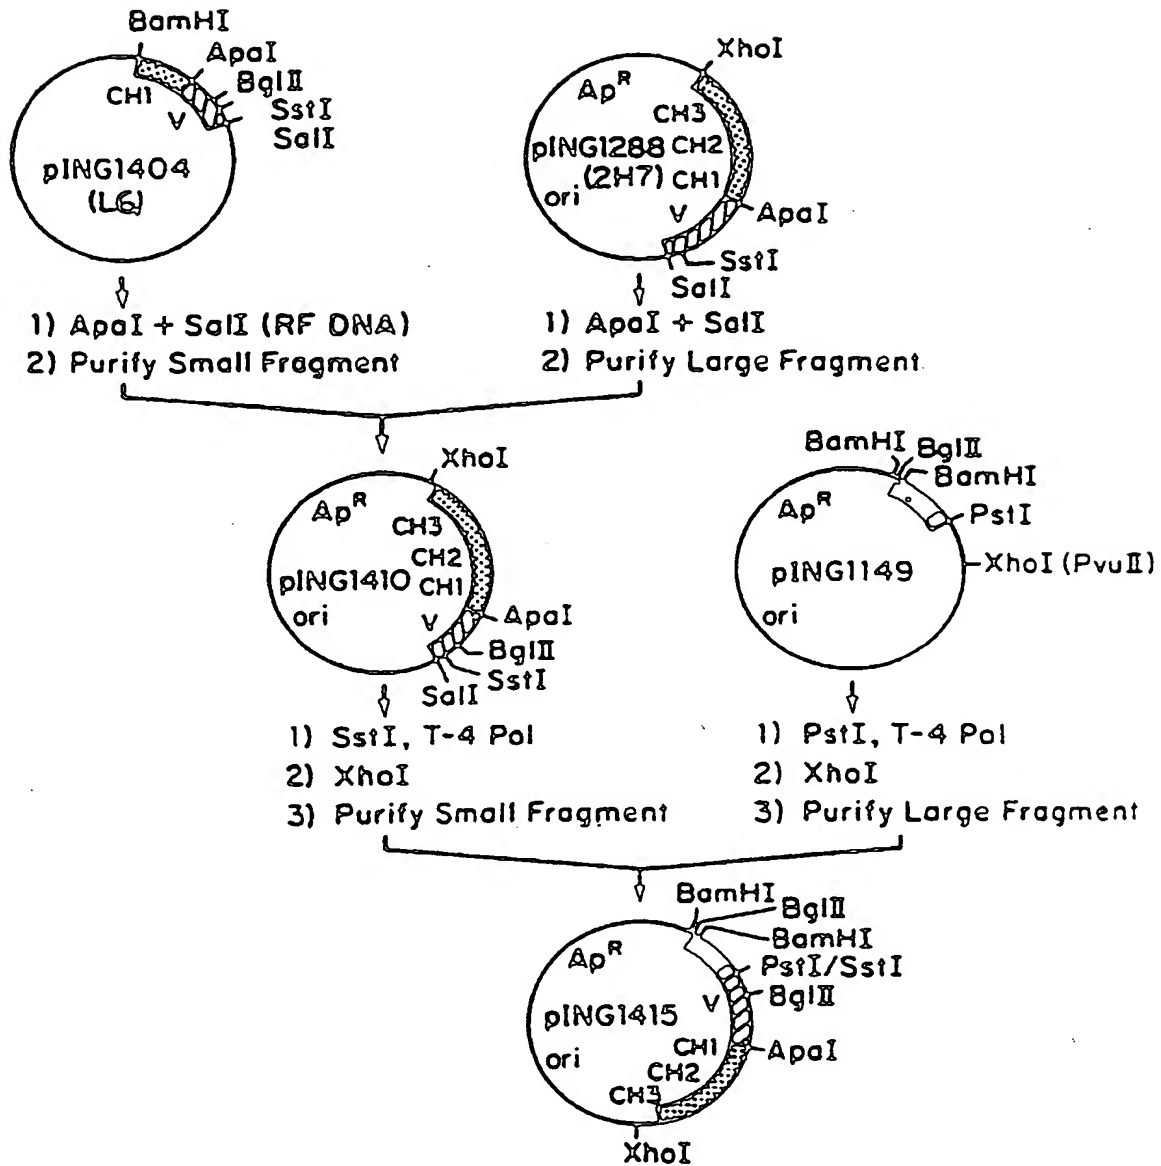 BamHI
ApaI
BglII
SstI
SalI
CH1
V
pING1404
(L6)
XhoI
Ap^R
CH3
pING1288 CH2
(2H7) CH1
ori
V
ApaI
SstI
SalI
1) ApaI + SalI (RF DNA)
2) Purify Small Fragment
1) ApaI + SalI
2) Purify Large Fragment
XhoI
Ap^R
CH3
CH2
pING1410 CH1
ori
V
ApaI
BglII
SstI
SalI
BamHI
BglII
BamHI
Ap^R
PstI
pING1149
XhoI (PvuII)
ori
1) SstI, T-4 Pol
2) XhoI
3) Purify Small Fragment
1) PstI, T-4 Pol
2) XhoI
3) Purify Large Fragment
BamHI
BglII
BamHI
Ap^R
PstI/SstI
V
BglII
pING1415
ori
CH1
ApaI
CH2
CH3
XhoI